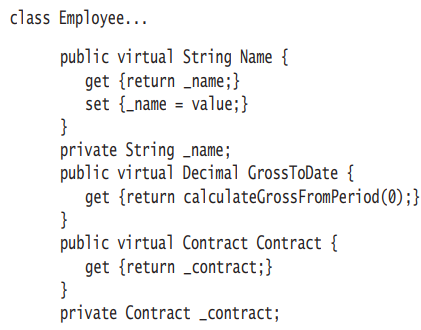 class Employee...
public virtual String Name {
get {return _name;}
set {_name = value;}
}
private String _name;
public virtual Decimal GrossToDate {
get {return calculateGrossFromPeriod(0);}
}
public virtual Contract Contract {
get {return _contract;}
}
private Contract _contract;